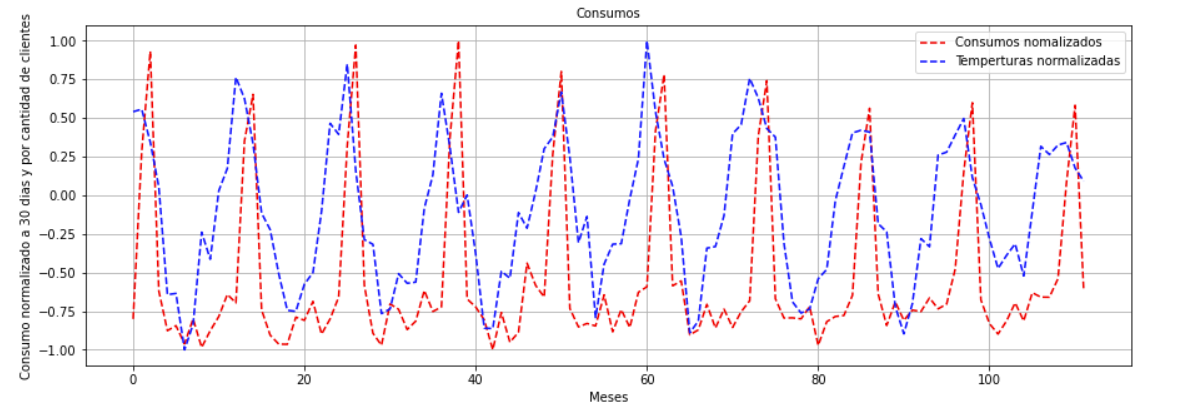 Consumos
Consumo normalizado a 30 dias y por cantidad de clientes
1.00
0.75
0.50
0.25
0.00
−0.25
−0.50
−0.75
−1.00
Consumos nomalizados
Temperturas normalizadas
0 20 40 60 80 100
Meses